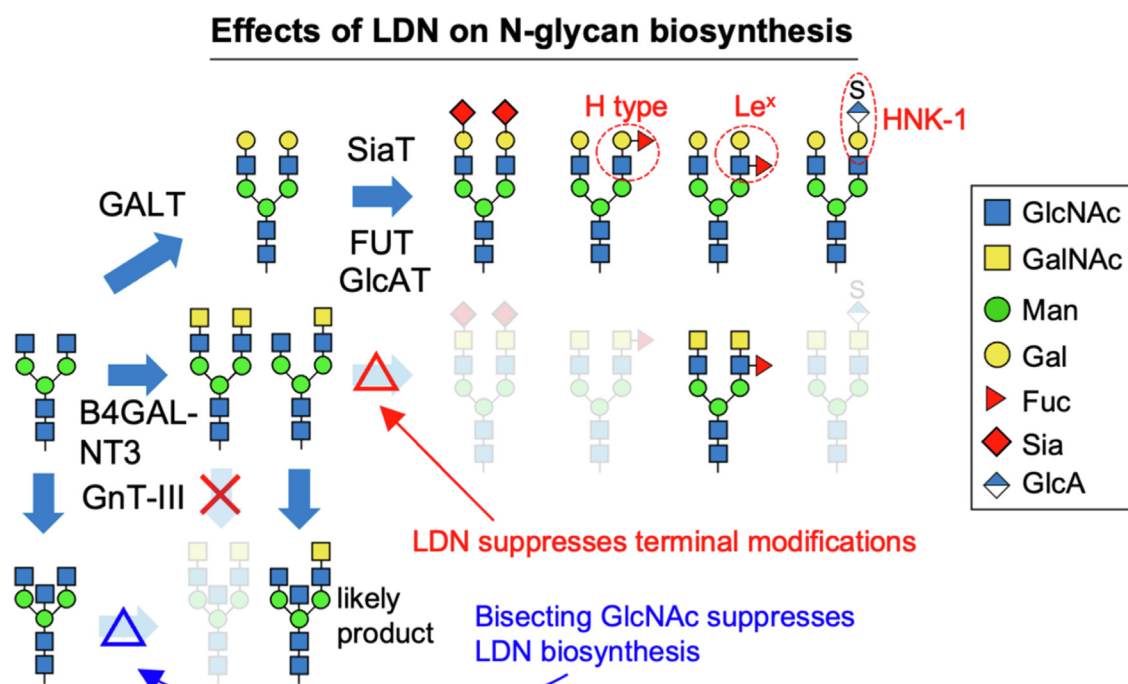 Effects of LDN on N-glycan biosynthesis
S
H type
Leˣ
HNK-1
SiaT
GALT
FUT
GlcAT
GlcNAc
GalNAc
Man
Gal
Fuc
Sia
GlcA
S
B4GAL-
NT3
GnT-III
LDN suppresses terminal modifications
likely
product
Bisecting GlcNAc suppresses
LDN biosynthesis